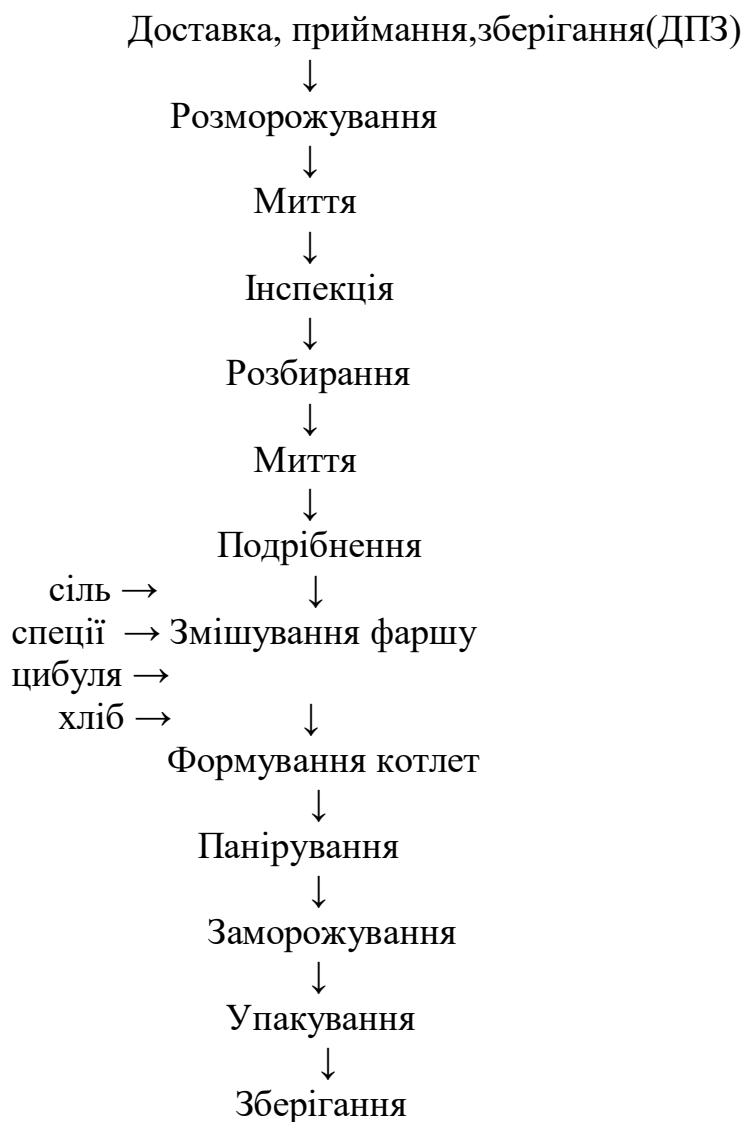 Доставка, приймання,зберігання(ДПЗ)
↓
Розморожування
↓
Миття
↓
Інспекція
↓
Розбирання
↓
Миття
↓
Подрібнення
сіль → ↓
спеції → Змішування фаршу
цибуля →
хліб → ↓
Формування котлет
↓
Панірування
↓
Заморожування
↓
Упакування
↓
Зберігання